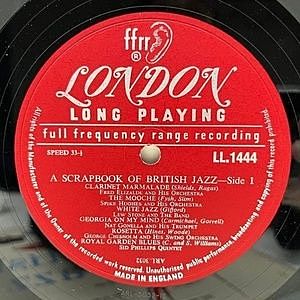 ffrr
®
LONDON
LONG PLAYING
full frequency range recording
SPEED 33⅓
LL.1444
A SCRAPBOOK OF BRITISH JAZZ—Side 1
CLARINET MARMALADE (Shields, Ragas)
FRED ELIZALDE AND HIS ORCHESTRA
THE MOOCHE (Fysh, Slim)
SPIKE HUGHES AND HIS ORCHESTRA
WHITE JAZZ (Gifford)
LEW STONE AND THE BAND
GEORGIA ON MY MIND (Carmichael, Gorrell)
NAT GONELLA AND HIS TRUMPET
ROSETTA (Hines, Woode)
GEORGE CHISHOLM AND HIS SWING ORCHESTRA
ROYAL GARDEN BLUES (C. and S. Williams)
SID PHILLIPS QUINTET
ARL.3032
MADE IN ENGLAND
All rights of the Manufacturer and of the Owner of the recorded work reserved. Unauthorised public performance, broadcasting and copying of this record prohibited